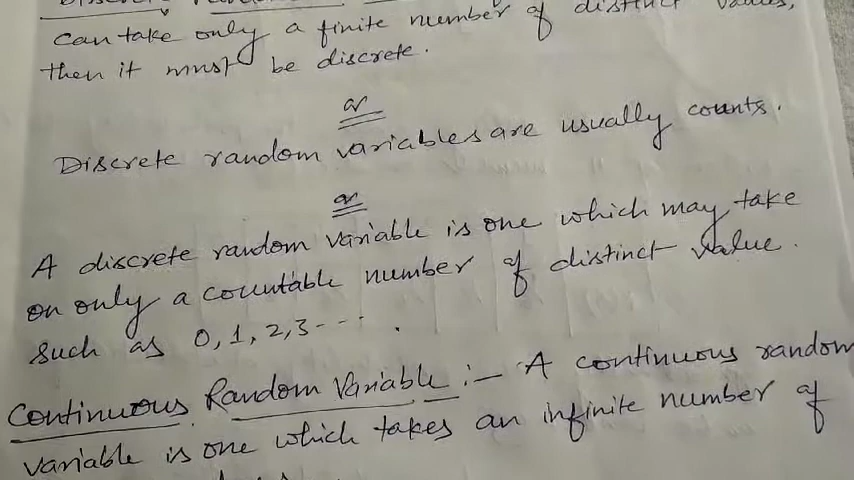 Discrete random
can take only a finite number of distinct values,
then it must be discrete.
or
Discrete random variables are usually counts.
or
A discrete random variable is one which may take
on only a countable number of distinct value.
such as 0, 1, 2, 3 - - - .
Continuous Random Variable :- A continuous random
variable is one which takes an infinite number of